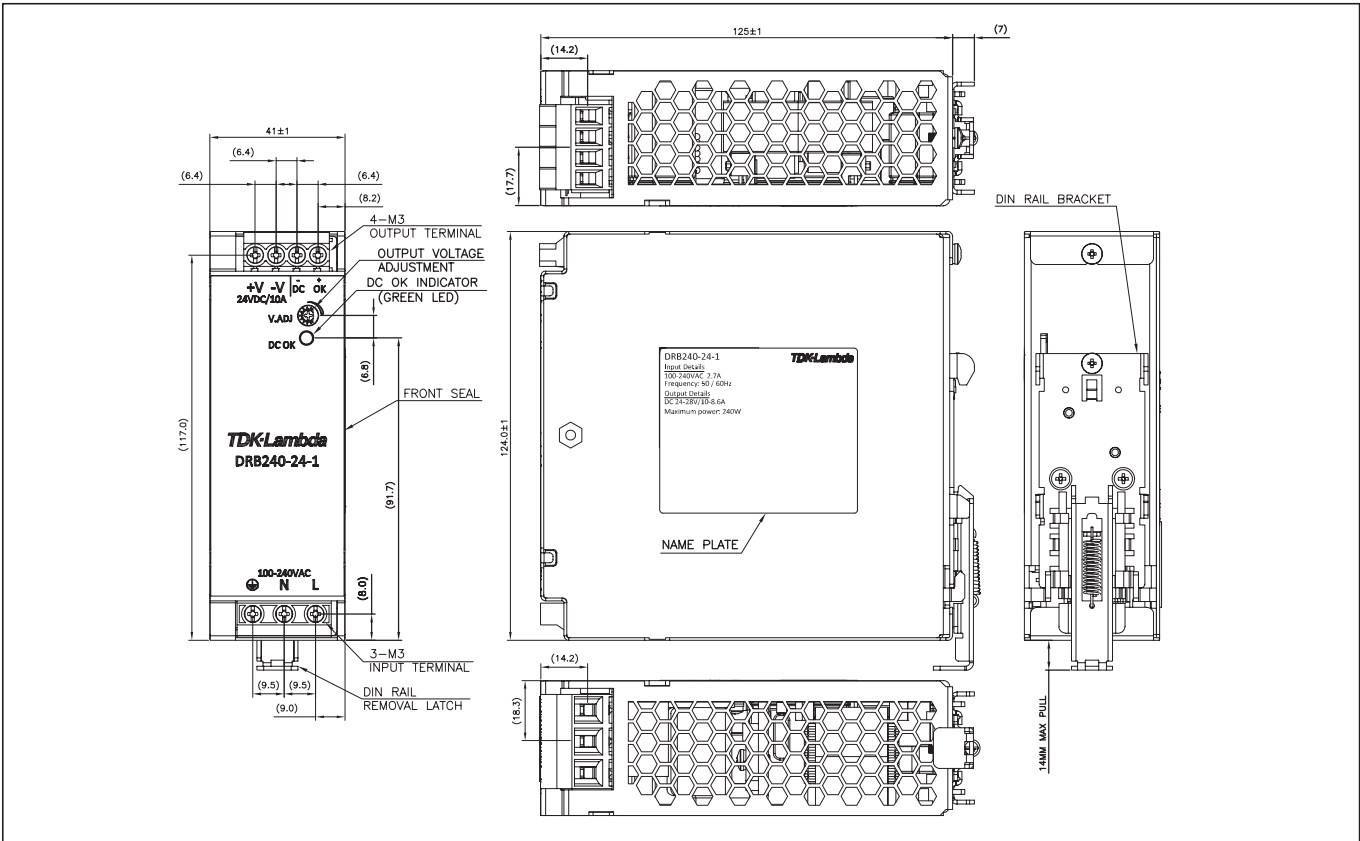 125±1
(7)
(14.2)
(17.7)
41±1
(6.4)
(6.4)
(6.4)
(8.2)
4-M3
OUTPUT TERMINAL
OUTPUT VOLTAGE
ADJUSTMENT
DC OK INDICATOR
(GREEN LED)
+V -V DC OK
- +
24VDC/10A
V.ADJ
DC OK
(6.8)
FRONT SEAL
(117.0)
TDK-Lambda
DRB240-24-1
(91.7)
100-240VAC
N L
(8.0)
3-M3
INPUT TERMINAL
(9.5)
(9.5)
(9.0)
DIN RAIL
REMOVAL LATCH
124.0±1
DRB240-24-1
TDK-Lambda
Input Details
100-240VAC 2.7A
Frequency: 50 / 60Hz
Output Details
DC 24-28V/10-8.6A
Maximum power: 240W
NAME PLATE
DIN RAIL BRACKET
14MM MAX PULL
(14.2)
(18.3)